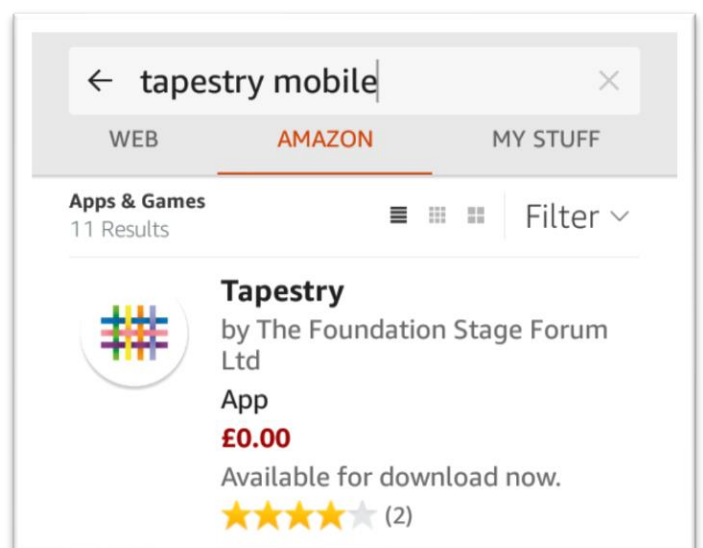 tapestry mobile
WEB AMAZON MY STUFF
Apps & Games
11 Results
Filter
Tapestry
by The Foundation Stage Forum
Ltd
App
£0.00
Available for download now.
(2)